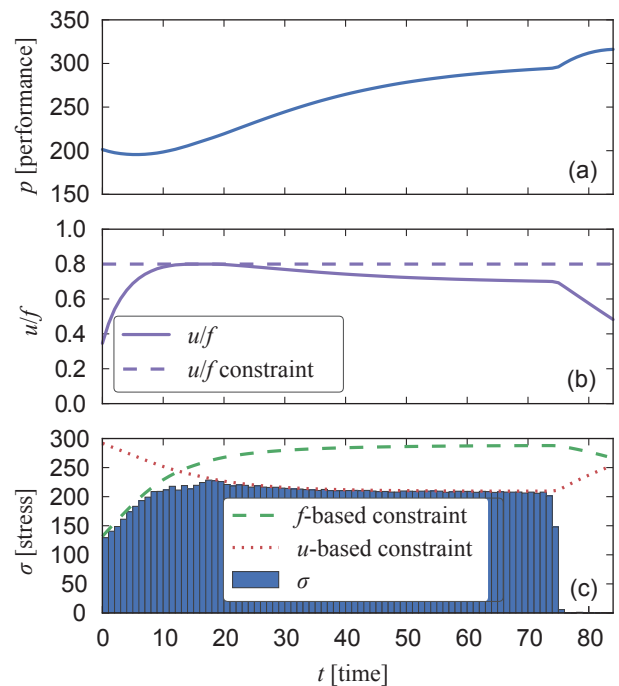 350
300
250
200
150
p [performance]
(a)
1.0
0.8
0.6
0.4
0.2
0.0
u/f
u/f
u/f constraint
(b)
300
250
200
150
100
50
0
σ [stress]
f-based constraint
u-based constraint
σ
(c)
0 10 20 30 40 50 60 70 80
t [time]